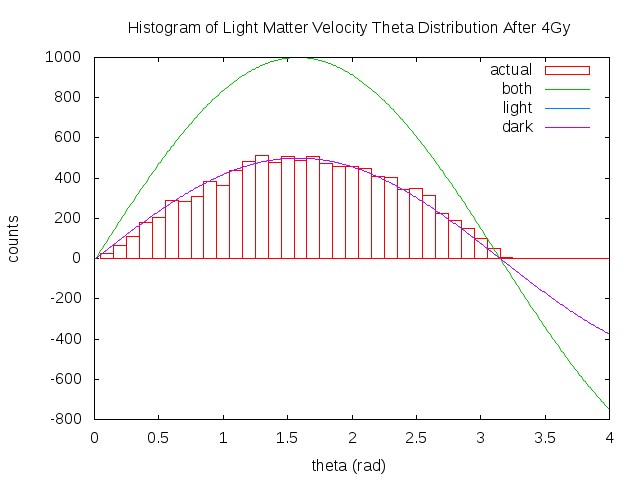 Histogram of Light Matter Velocity Theta Distribution After 4Gy
1000
800
600
400
200
0
-200
-400
-600
-800
counts
actual
both
light
dark
0 0.5 1 1.5 2 2.5 3 3.5 4
theta (rad)